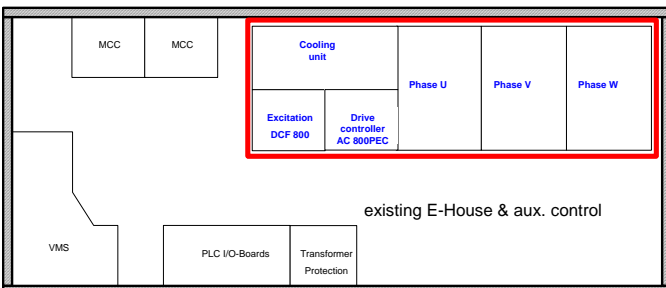 MCC
MCC
Cooling
unit
Phase U
Phase V
Phase W
Excitation
DCF 800
Drive
controller
AC 800PEC
existing E-House & aux. control
VMS
PLC I/O-Boards
Transformer
Protection